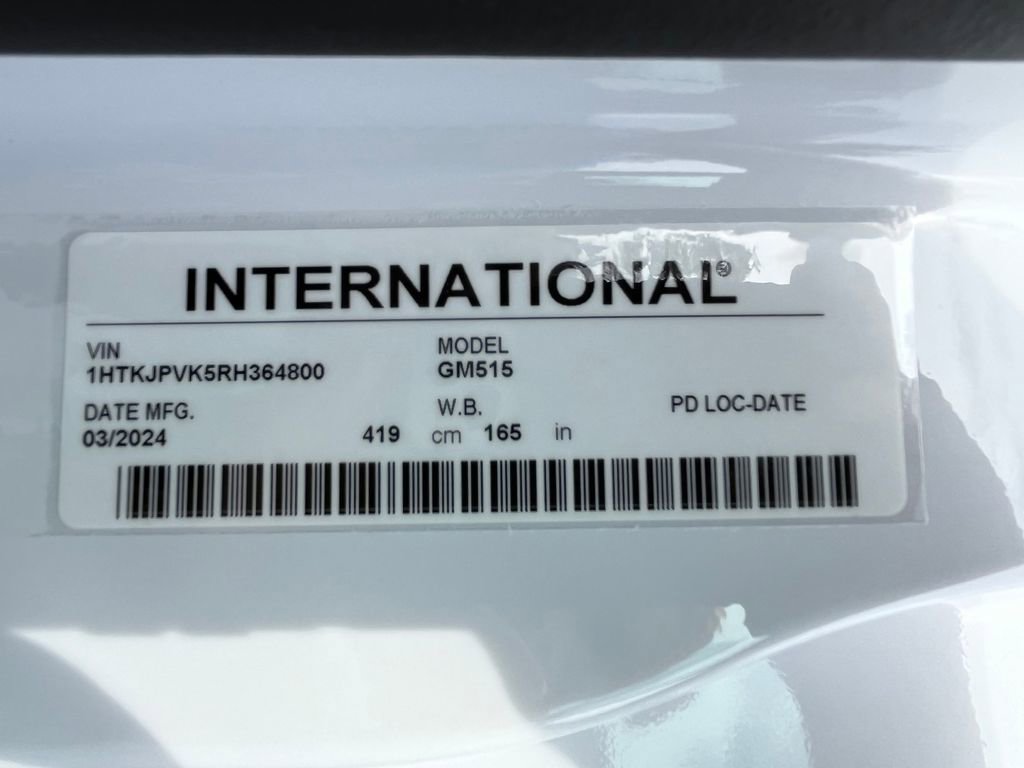 INTERNATIONAL®
VIN
1HTKJPVK5RH364800
MODEL
GM515
DATE MFG.
03/2024
W.B.
419 cm 165 in
PD LOC-DATE